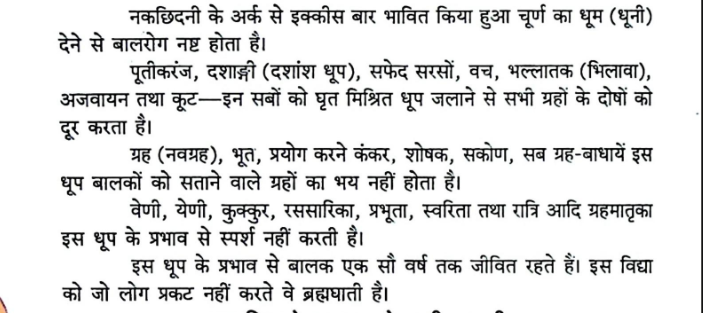 नकछिदनी के अर्क से इक्कीस बार भावित किया हुआ चूर्ण का धूम (धूनी)
देने से बालरोग नष्ट होता है।
पूतीकरंज, दशाङ्गी (दशांश धूप), सफेद सरसों, वच, भल्लातक (भिलावा),
अजवायन तथा कूट—इन सबों को घृत मिश्रित धूप जलाने से सभी ग्रहों के दोषों को
दूर करता है।
ग्रह (नवग्रह), भूत, प्रयोग करने कंकर, शोषक, सकोण, सब ग्रह-बाधायें इस
धूप बालकों को सताने वाले ग्रहों का भय नहीं होता है।
वेणी, येणी, कुक्कुर, रससारिका, प्रभूता, स्वरिता तथा रात्रि आदि ग्रहमातृका
इस धूप के प्रभाव से स्पर्श नहीं करती है।
इस धूप के प्रभाव से बालक एक सौ वर्ष तक जीवित रहते हैं। इस विद्या
को जो लोग प्रकट नहीं करते वे ब्रह्मघाती है।